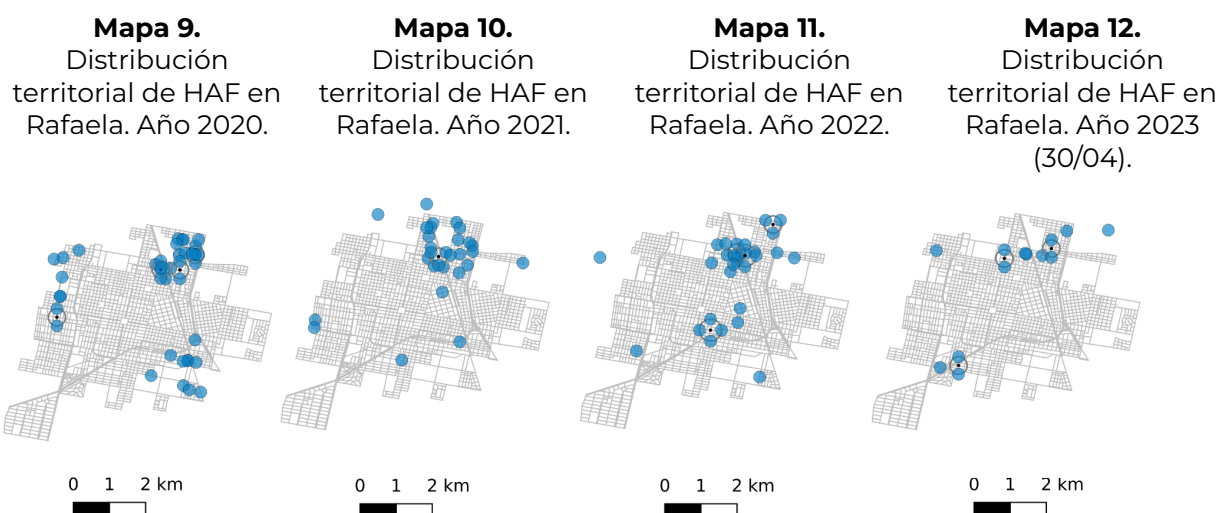 Mapa 9.
Distribución
territorial de HAF en
Rafaela. Año 2020.
Mapa 10.
Distribución
territorial de HAF en
Rafaela. Año 2021.
Mapa 11.
Distribución
territorial de HAF en
Rafaela. Año 2022.
Mapa 12.
Distribución
territorial de HAF en
Rafaela. Año 2023
(30/04).
0 1 2 km
0 1 2 km
0 1 2 km
0 1 2 km